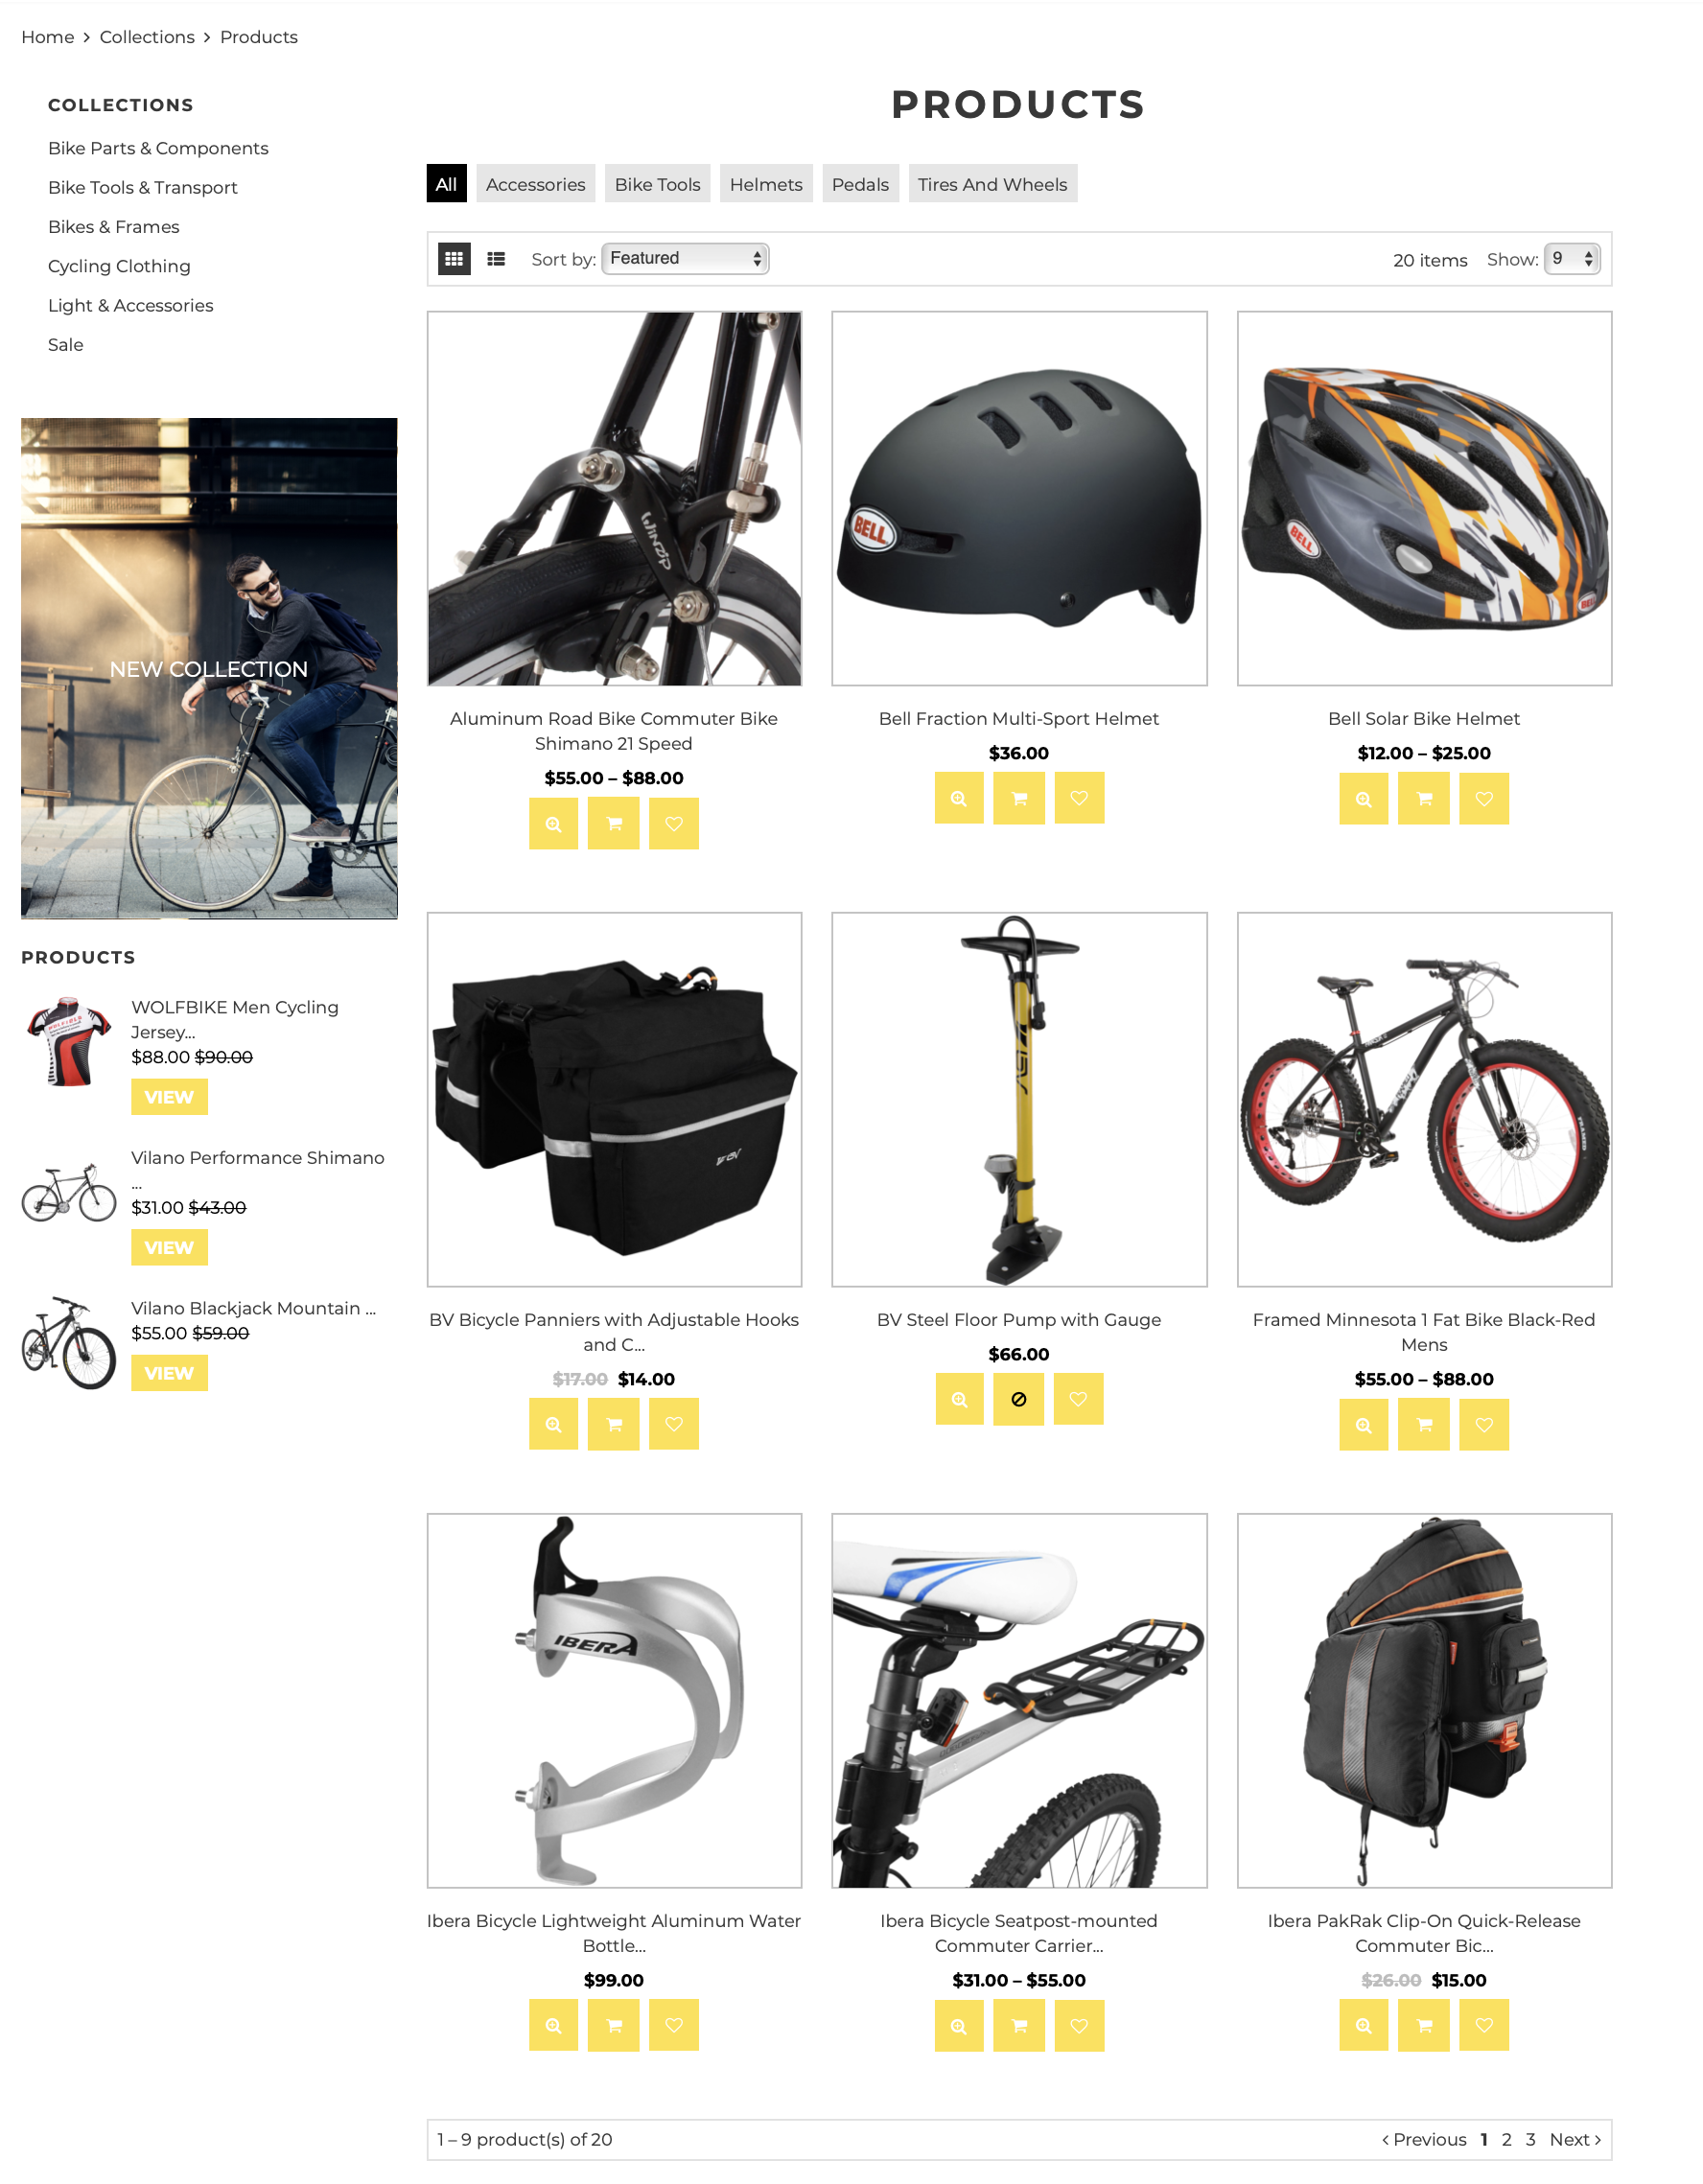 Home > Collections > Products
COLLECTIONS
Bike Parts & Components
Bike Tools & Transport
Bikes & Frames
Cycling Clothing
Light & Accessories
Sale
NEW COLLECTION
PRODUCTS
WOLFBIKE Men Cycling
Jersey...
$88.00 $90.00
VIEW
Vilano Performance Shimano
...
$31.00 $43.00
VIEW
Vilano Blackjack Mountain ...
$55.00 $59.00
VIEW
PRODUCTS
All Accessories Bike Tools Helmets Pedals Tires And Wheels
Sort by: Featured 20 items Show: 9
Winzip
BELL
BELL
BELL
Aluminum Road Bike Commuter Bike
Shimano 21 Speed
$55.00 – $88.00
Bell Fraction Multi-Sport Helmet
$36.00
Bell Solar Bike Helmet
$12.00 – $25.00
BV
BV
BV Bicycle Panniers with Adjustable Hooks
and C...
$17.00 $14.00
BV Steel Floor Pump with Gauge
$66.00
Framed Minnesota 1 Fat Bike Black-Red
Mens
$55.00 – $88.00
IBERA
Ibera Bicycle Lightweight Aluminum Water
Bottle...
$99.00
Ibera Bicycle Seatpost-mounted
Commuter Carrier...
$31.00 – $55.00
Ibera PakRak Clip-On Quick-Release
Commuter Bic...
$26.00 $15.00
1 – 9 product(s) of 20
< Previous 1 2 3 Next >